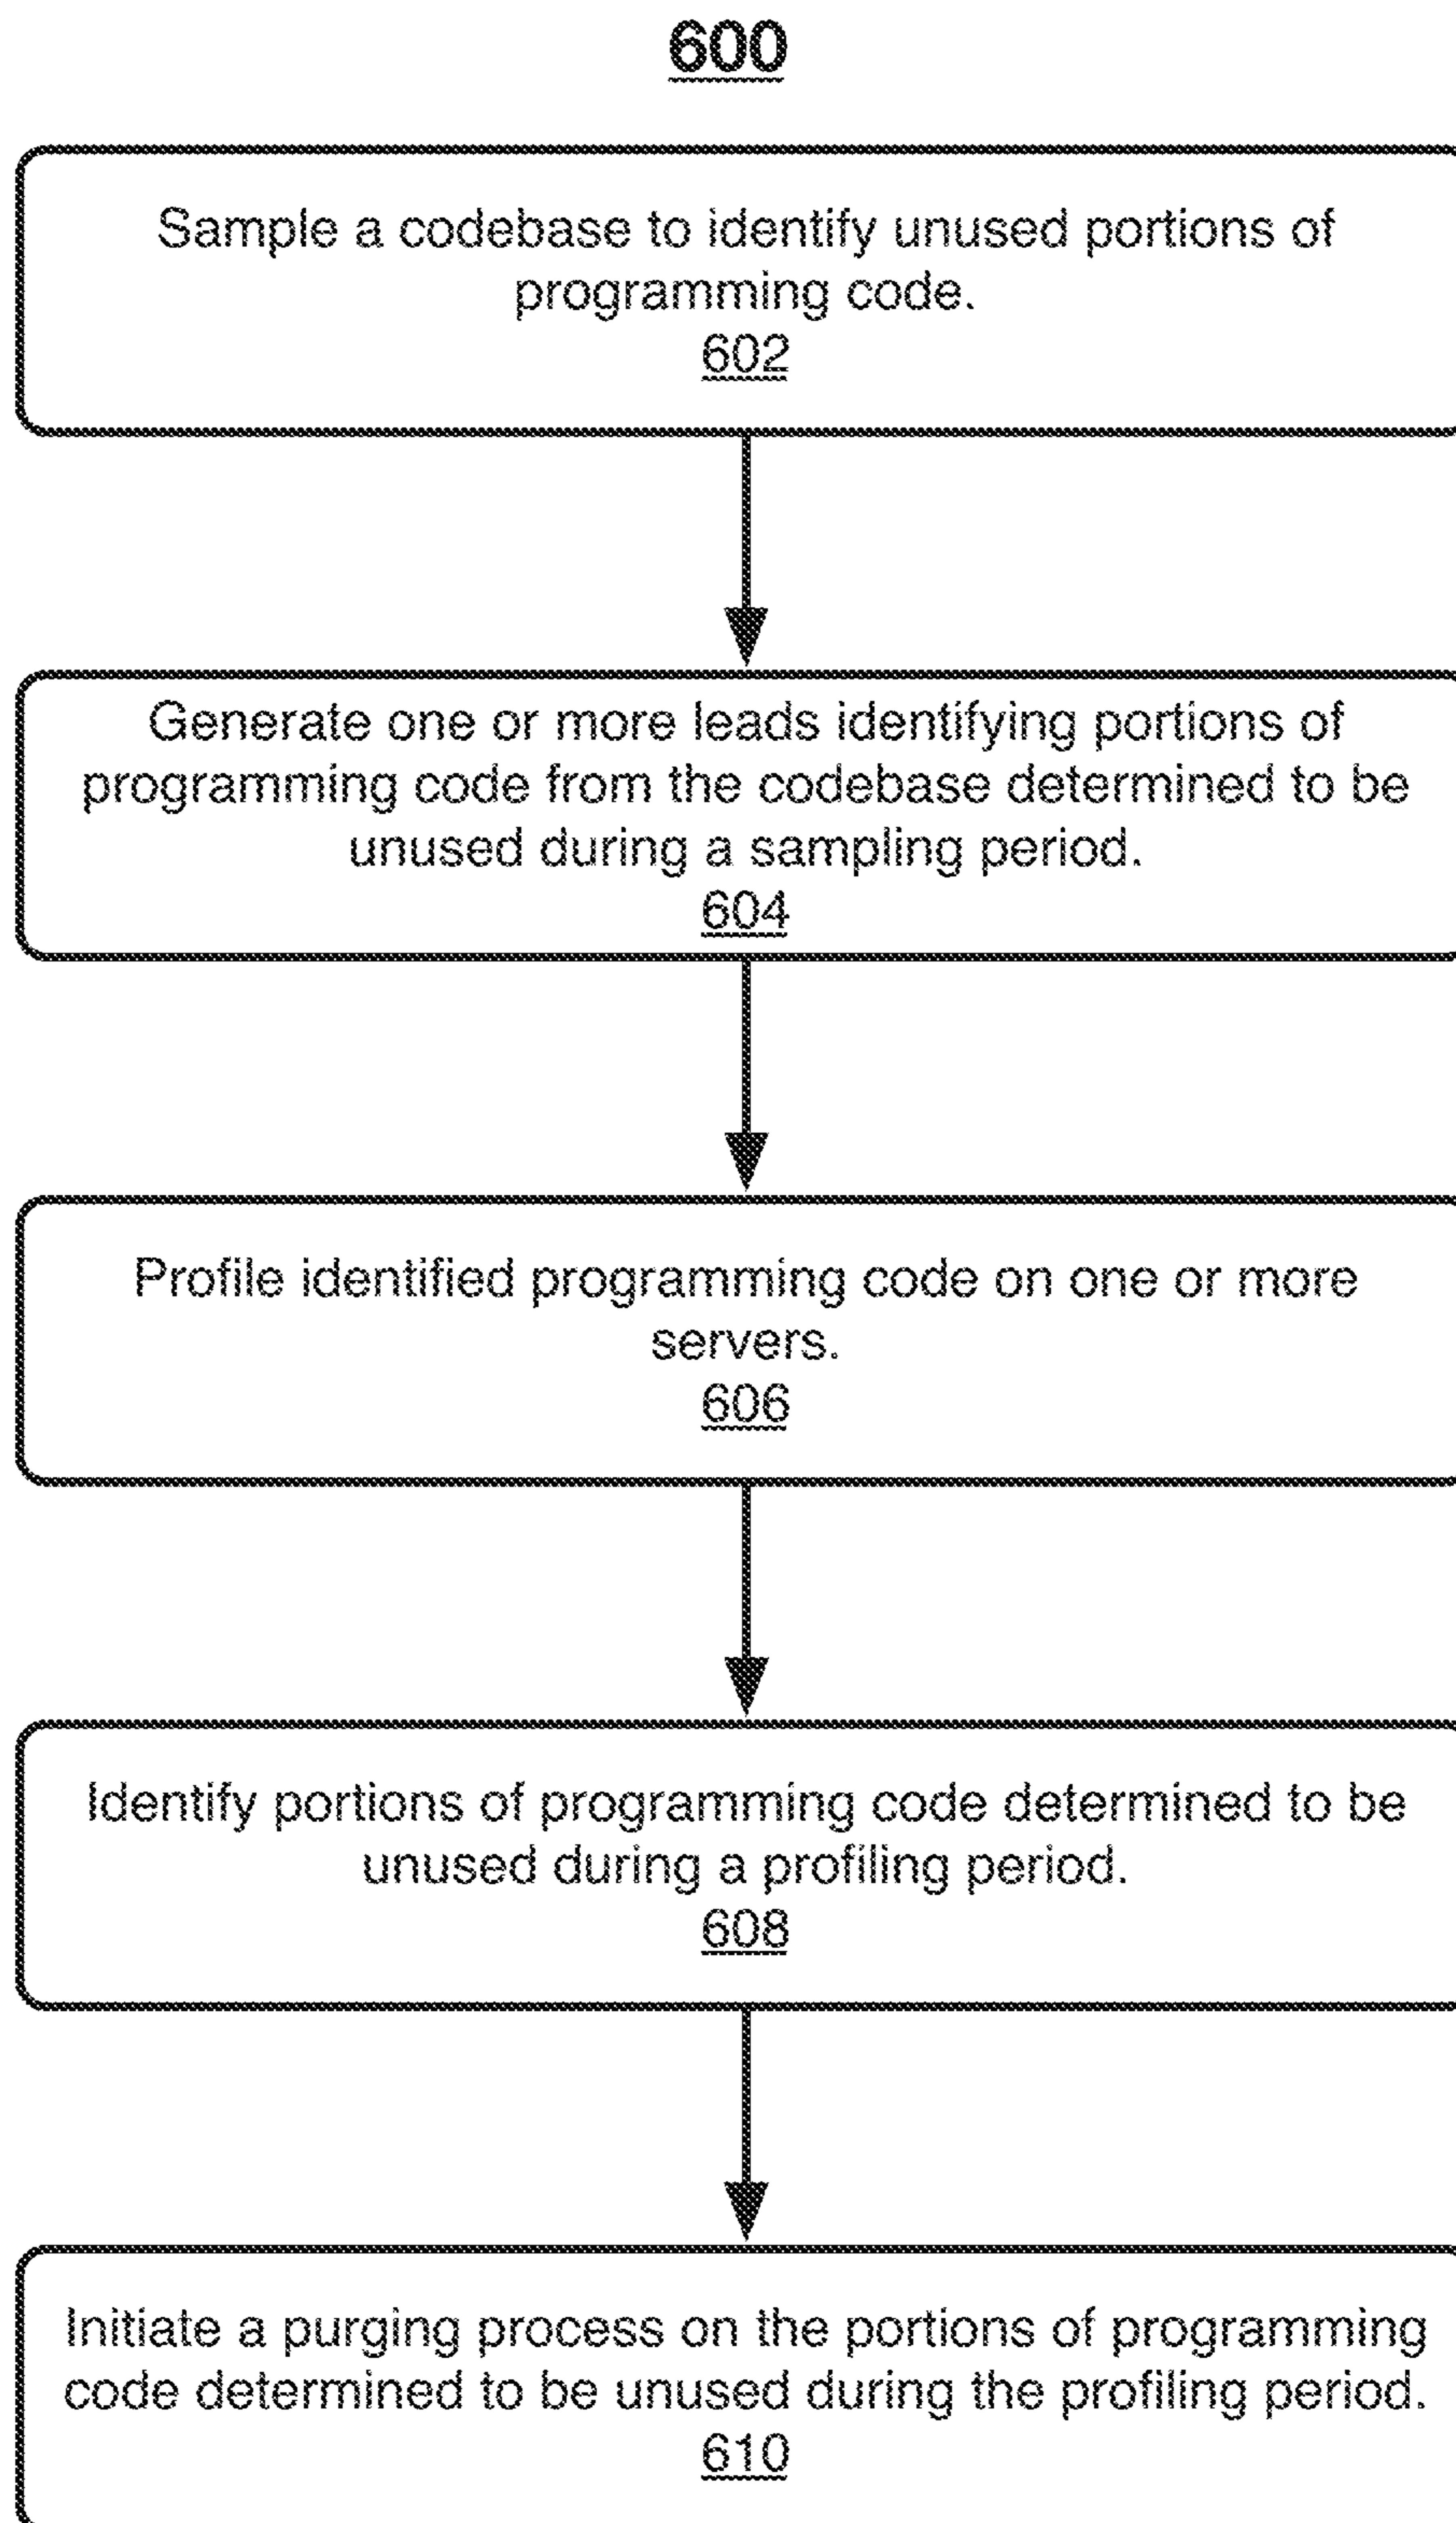 600
Sample a codebase to identify unused portions of
programming code.
602
Generate one or more leads identifying portions of
programming code from the codebase determined to be
unused during a sampling period.
604
Profile identified programming code on one or more
servers.
606
Identify portions of programming code determined to be
unused during a profiling period.
608
Initiate a purging process on the portions of programming
code determined to be unused during the profiling period.
610